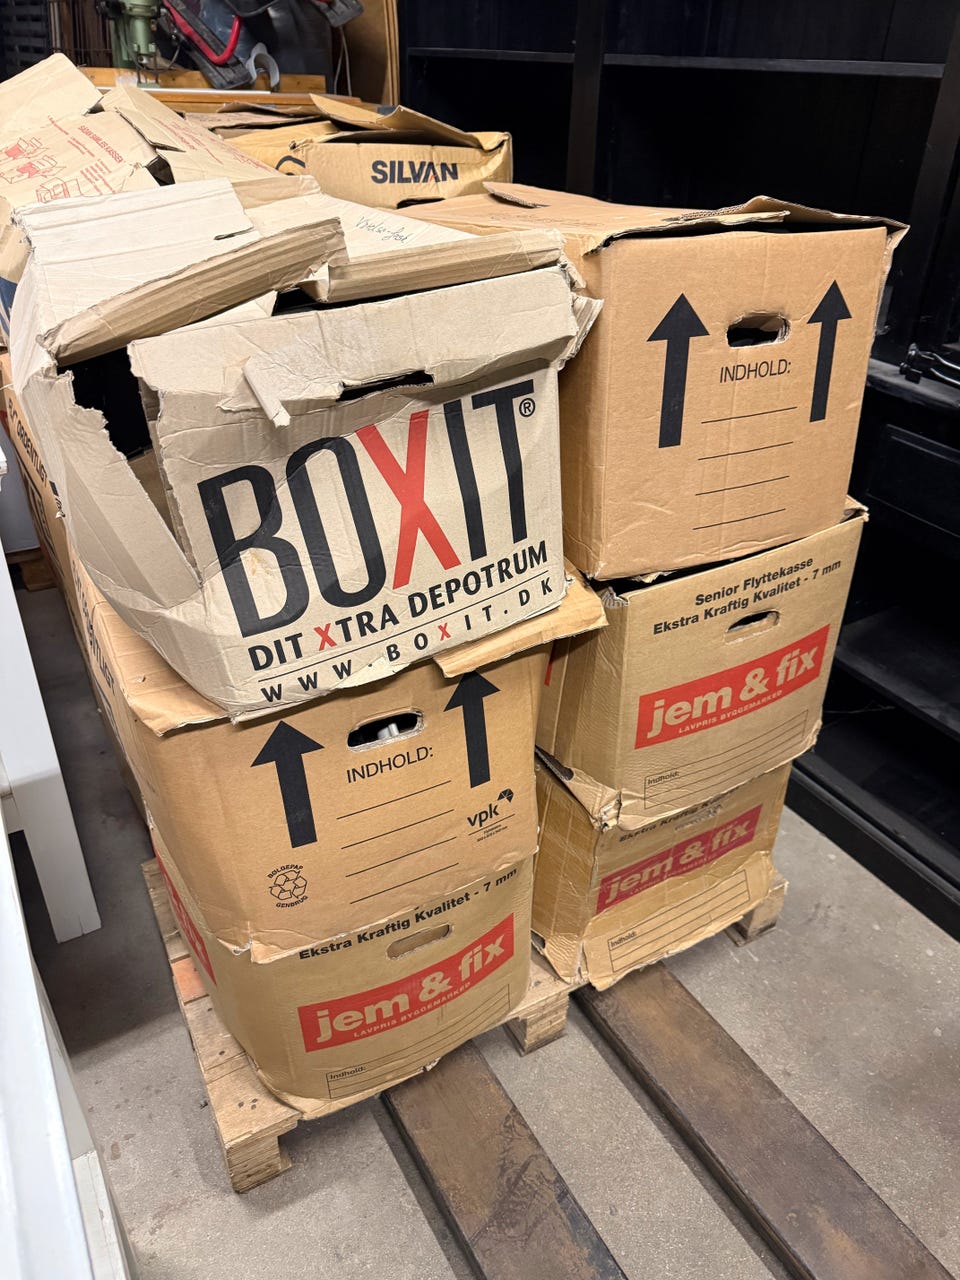 SILVAN
BOXIT®
DIT XTRA DEPOTRUM
WWW.BOXIT.DK
INDHOLD:
Senior Flyttekasse
Ekstra Kraftig Kvalitet - 7 mm
jem & fix
LAVPRIS BYGGEMARKED
Indhold:
INDHOLD:
vpk
BØLGEPAP
GENBRUG
Ekstra Kraftig
jem & fix
Indhold:
Ekstra Kraftig Kvalitet - 7 mm
jem & fix
LAVPRIS BYGGEMARKED
Indhold: